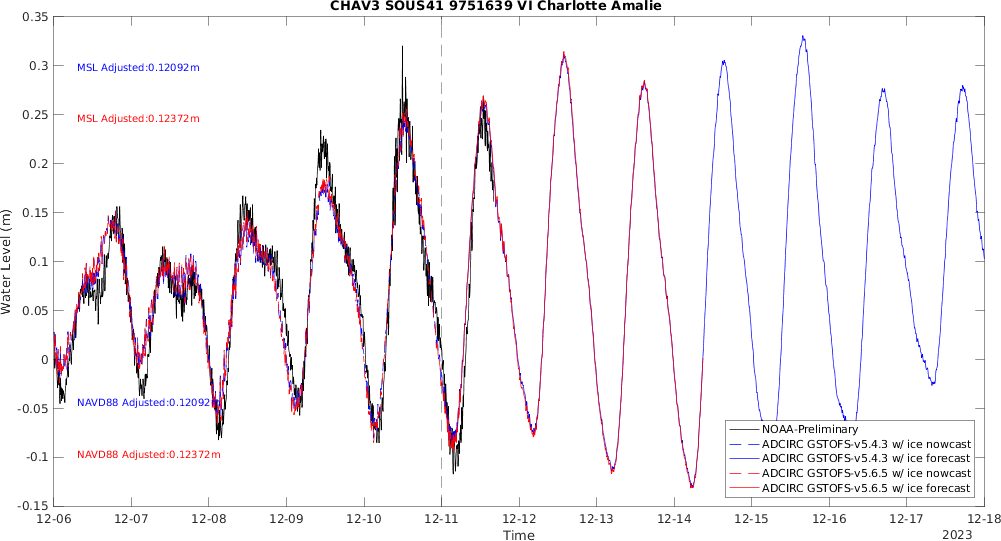 CHAV3 SOUS41 9751639 VI Charlotte Amalie
0.35
0.3
0.25
0.2
0.15
0.1
0.05
0
-0.05
-0.1
-0.15
Water Level (m)
MSL Adjusted:0.12092m
MSL Adjusted:0.12372m
NAVD88 Adjusted:0.12092
NAVD88 Adjusted:0.12372m
NOAA-Preliminary
ADCIRC GSTOFS-v5.4.3 w/ ice nowcast
ADCIRC GSTOFS-v5.4.3 w/ ice forecast
ADCIRC GSTOFS-v5.6.5 w/ ice nowcast
ADCIRC GSTOFS-v5.6.5 w/ ice forecast
12-06 12-07 12-08 12-09 12-10 12-11 12-12 12-13 12-14 12-15 12-16 12-17 12-18
Time
2023